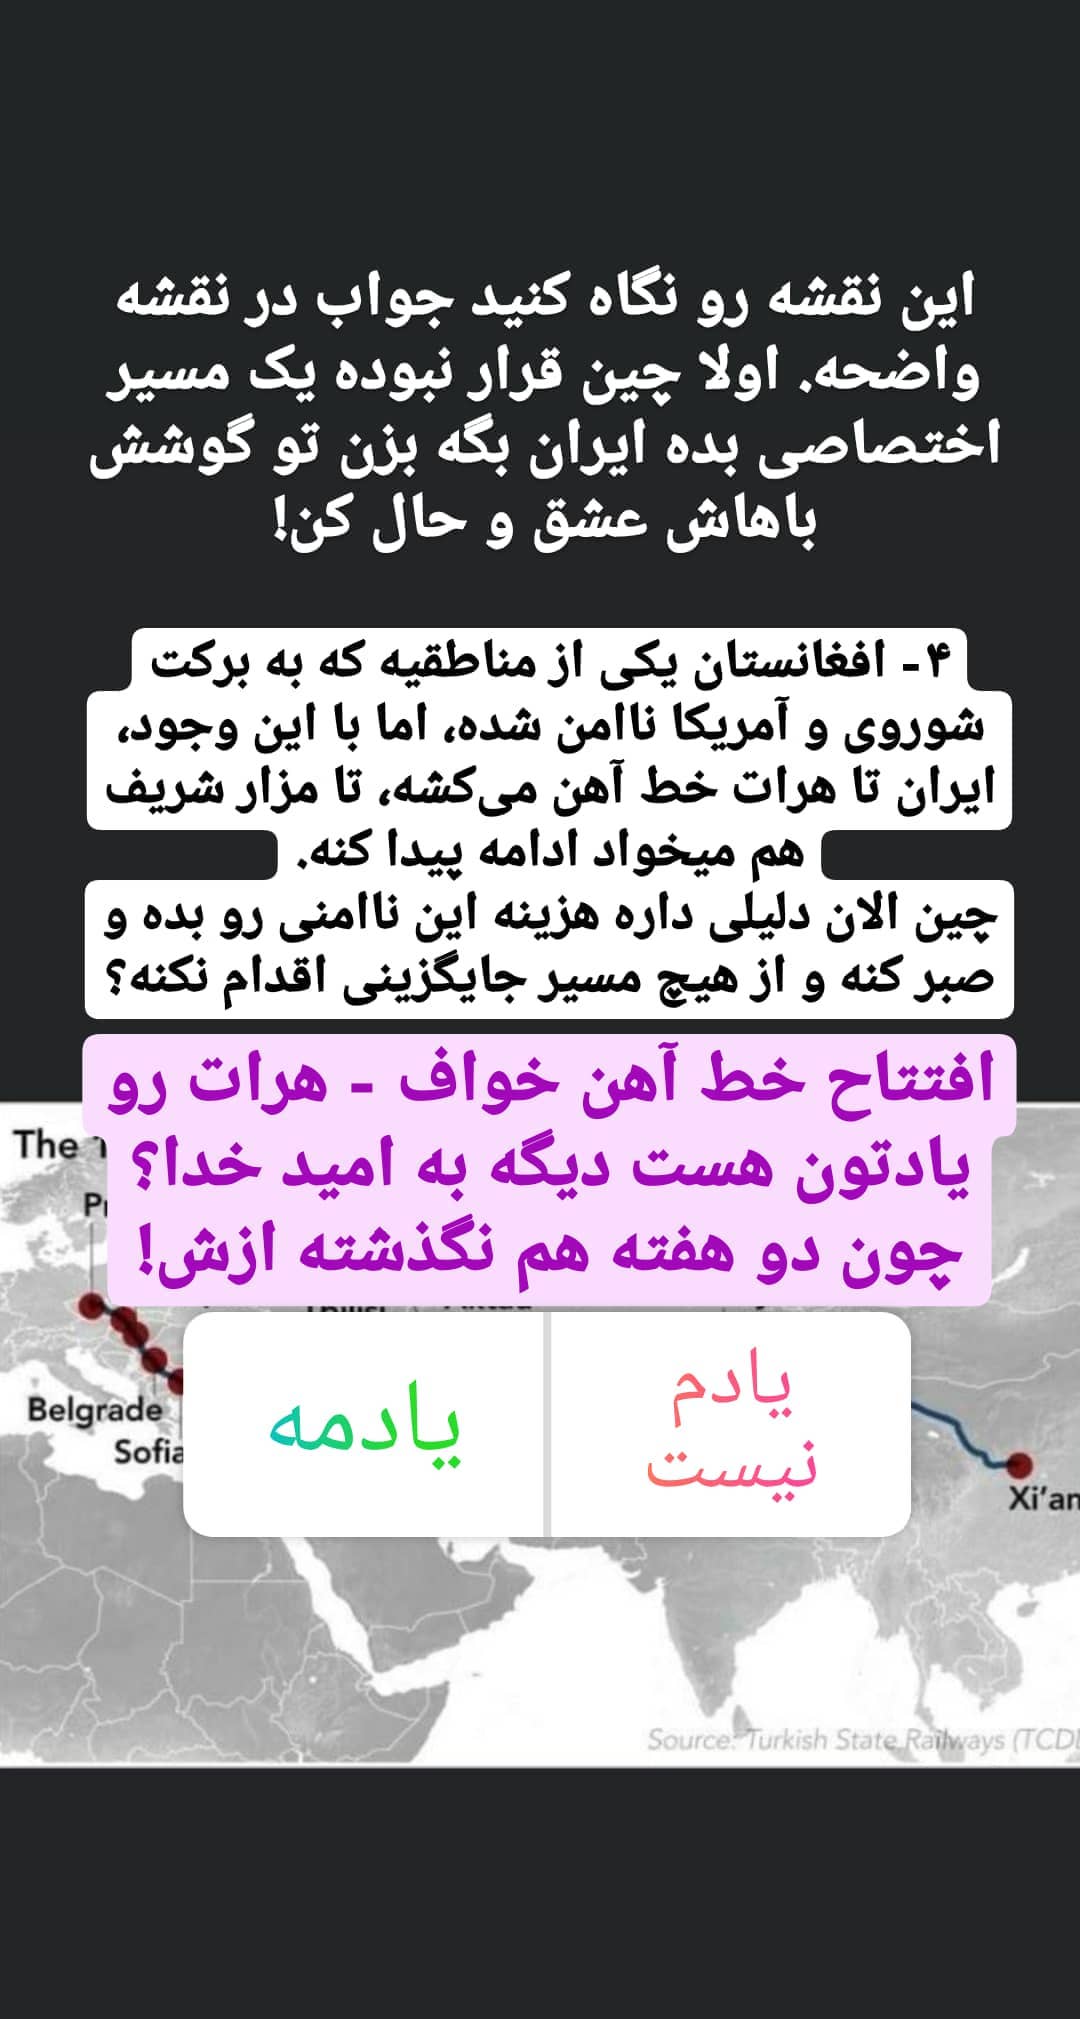 این نقشه رو نگاه کنید جواب در نقشه
واضحه. اولا چین قرار نبوده یک مسیر
اختصاصی بده ایران بگه بزن تو گوشش
باهاش عشق و حال کن!
۴- افغانستان یکی از مناطقیه که به برکت
شوروی و آمریکا ناامن شده، اما با این وجود،
ایران تا هرات خط آهن می‌کشه، تا مزار شریف
هم میخواد ادامه پیدا کنه.
چین الان دلیلی داره هزینه این ناامنی رو بده و
صبر کنه و از هیچ مسیر جایگزینی اقدام نکنه؟
افتتاح خط آهن خواف - هرات رو
یادتون هست دیگه به امید خدا؟
چون دو هفته هم نگذشته ازش!
The
یادم
نیست
یادمه
Belgrade
Sofia
Xi'an
Source: Turkish State Railways (TCD